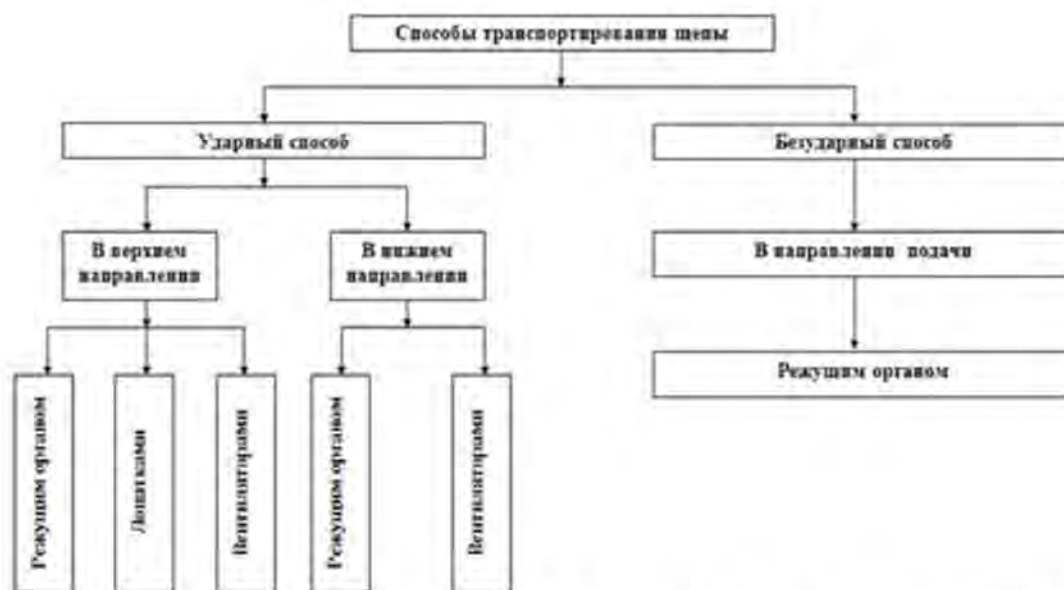 Способы транспортирования щепы
Ударный способ
Безударный способ
В верхнем
направлении
В нижнем
направлении
В направлении подачи
Режущим органом
Режущим органом
Лопатками
Вентиляторами
Режущим органом
Вентиляторами